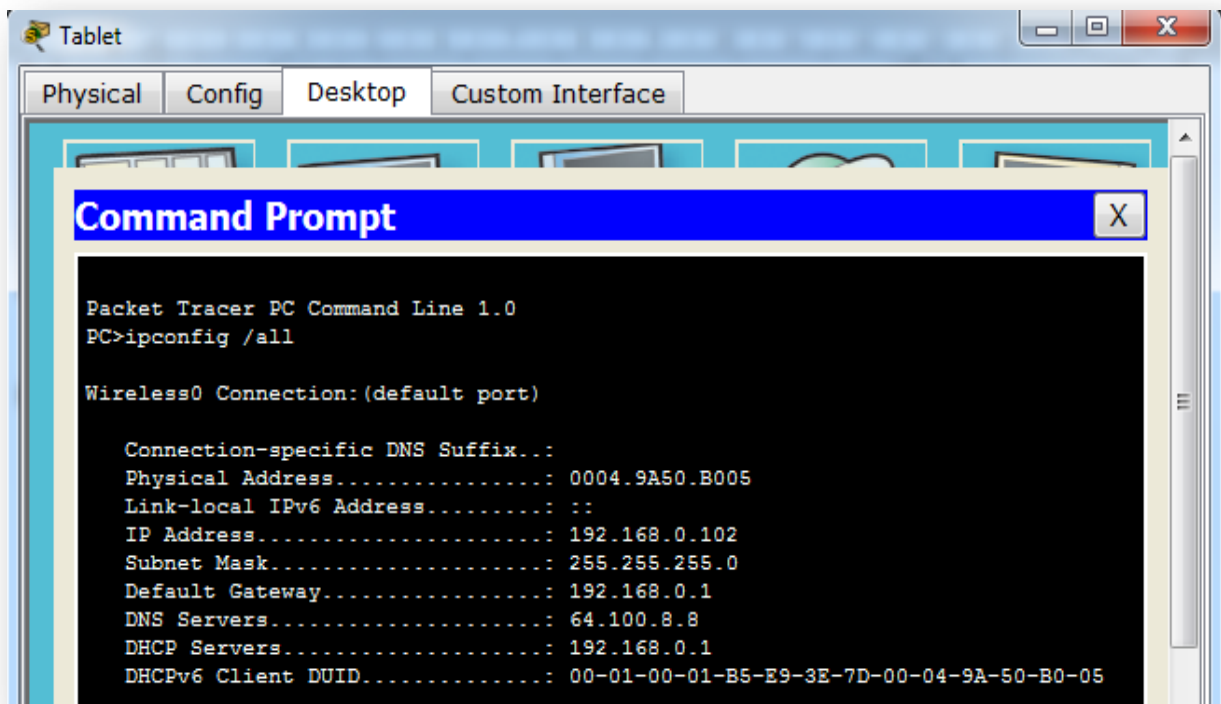 Tablet
X
Physical Config Desktop Custom Interface
Command Prompt
X
Packet Tracer PC Command Line 1.0
PC>ipconfig /all
Wireless0 Connection:(default port)
Connection-specific DNS Suffix..:
Physical Address................: 0004.9A50.B005
Link-local IPv6 Address.........: ::
IP Address......................: 192.168.0.102
Subnet Mask.....................: 255.255.255.0
Default Gateway.................: 192.168.0.1
DNS Servers.....................: 64.100.8.8
DHCP Servers....................: 192.168.0.1
DHCPv6 Client DUID..............: 00-01-00-01-B5-E9-3E-7D-00-04-9A-50-B0-05